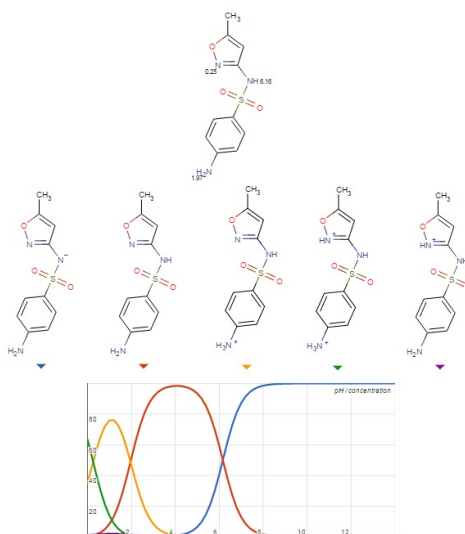 CH₃
O
N
0.25
NH 6.16
O
S
O
H₂N
1.97
CH₃
CH₃
CH₃
CH₃
CH₃
O
N
N⁻
O
S
O
H₂N
O
N
NH
O
S
O
H₂N
O
N
NH
O
S
O
H₃N⁺
O
HN⁺
NH
O
S
O
H₃N⁺
O
HN⁺
NH
O
S
O
H₂N
pH / concentration
80
60
40
20
2
4
6
8
10
12